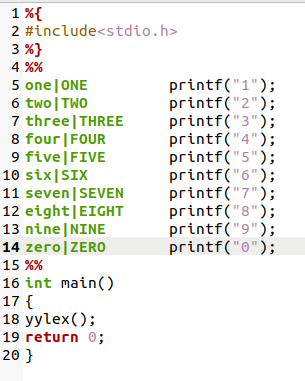 1 %{
2 #include<stdio.h>
3 %}
4 %%
5 one|ONE          printf("1");
6 two|TWO          printf("2");
7 three|THREE      printf("3");
8 four|FOUR        printf("4");
9 five|FIVE        printf("5");
10 six|SIX          printf("6");
11 seven|SEVEN      printf("7");
12 eight|EIGHT      printf("8");
13 nine|NINE        printf("9");
14 zero|ZERO        printf("0");
15 %%
16 int main()
17 {
18 yylex();
19 return 0;
20 }